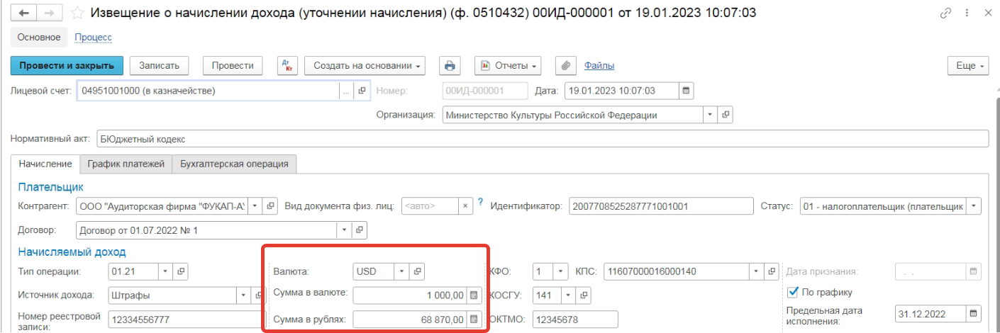 Извещение о начислении дохода (уточнении начисления) (ф. 0510432) 00ИД-000001 от 19.01.2023 10:07:03
Основное Процесс
Провести и закрыть Записать Провести Дт Кт Создать на основании Отчеты Файлы Еще
Лицевой счет: 04951001000 (в казначействе) ... Номер: 00ИД-000001 Дата: 19.01.2023 10:07:03
Организация: Министерство Культуры Российской Федерации
Нормативный акт: БЮджетный кодекс
Начисление График платежей Бухгалтерская операция
Плательщик
Контрагент: ООО "Аудиторская фирма "ФУКАП-АУ Вид документа физ. лиц: <авто> × ? Идентификатор: 2007708525287771001001 Статус: 01 - налогоплательщик (плательщик
Договор: Договор от 01.07.2022 № 1
Начисляемый доход
Тип операции: 01.21 Валюта: USD КФО: 1 КПС: 11607000016000140 Дата признания: . .
Источник дохода: Штрафы Сумма в валюте: 1 000,00 КОСГУ: 141 По графику
Номер реестровой записи: 12334556777 Сумма в рублях: 68 870,00 ОКТМО: 12345678 Предельная дата исполнения: 31.12.2022